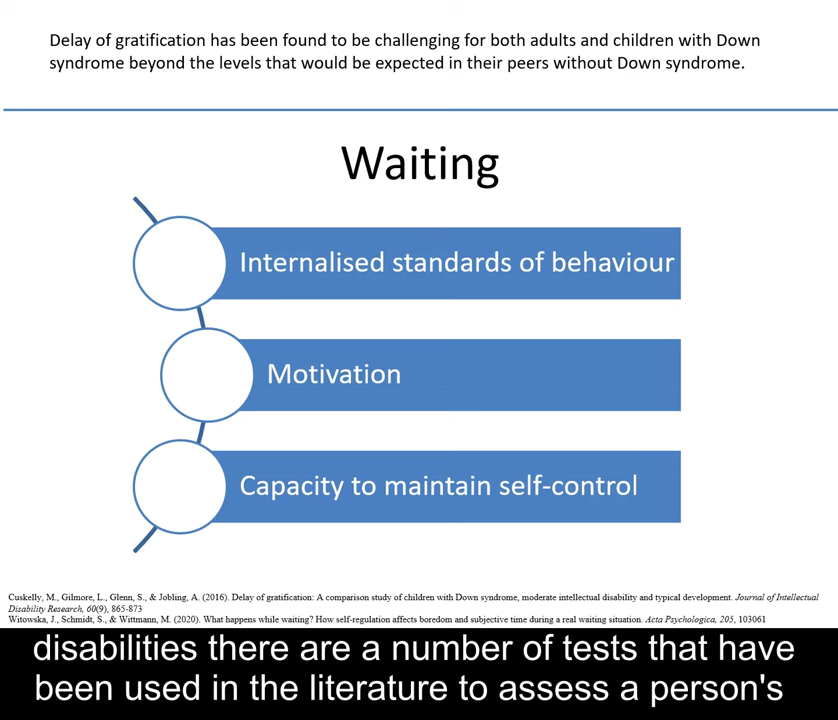 Delay of gratification has been found to be challenging for both adults and children with Down
syndrome beyond the levels that would be expected in their peers without Down syndrome.
Waiting
Internalised standards of behaviour
Motivation
Capacity to maintain self-control
Cuskelly, M., Gilmore, L., Glenn, S., & Jobling, A. (2016). Delay of gratification: A comparison study of children with Down syndrome, moderate intellectual disability and typical development. Journal of Intellectual
Disability Research, 60(9), 865-873
Witowska, J., Schmidt, S., & Wittmann, M. (2020). What happens while waiting? How self-regulation affects boredom and subjective time during a real waiting situation. Acta Psychologica, 205, 103061
disabilities there are a number of tests that have
been used in the literature to assess a person's